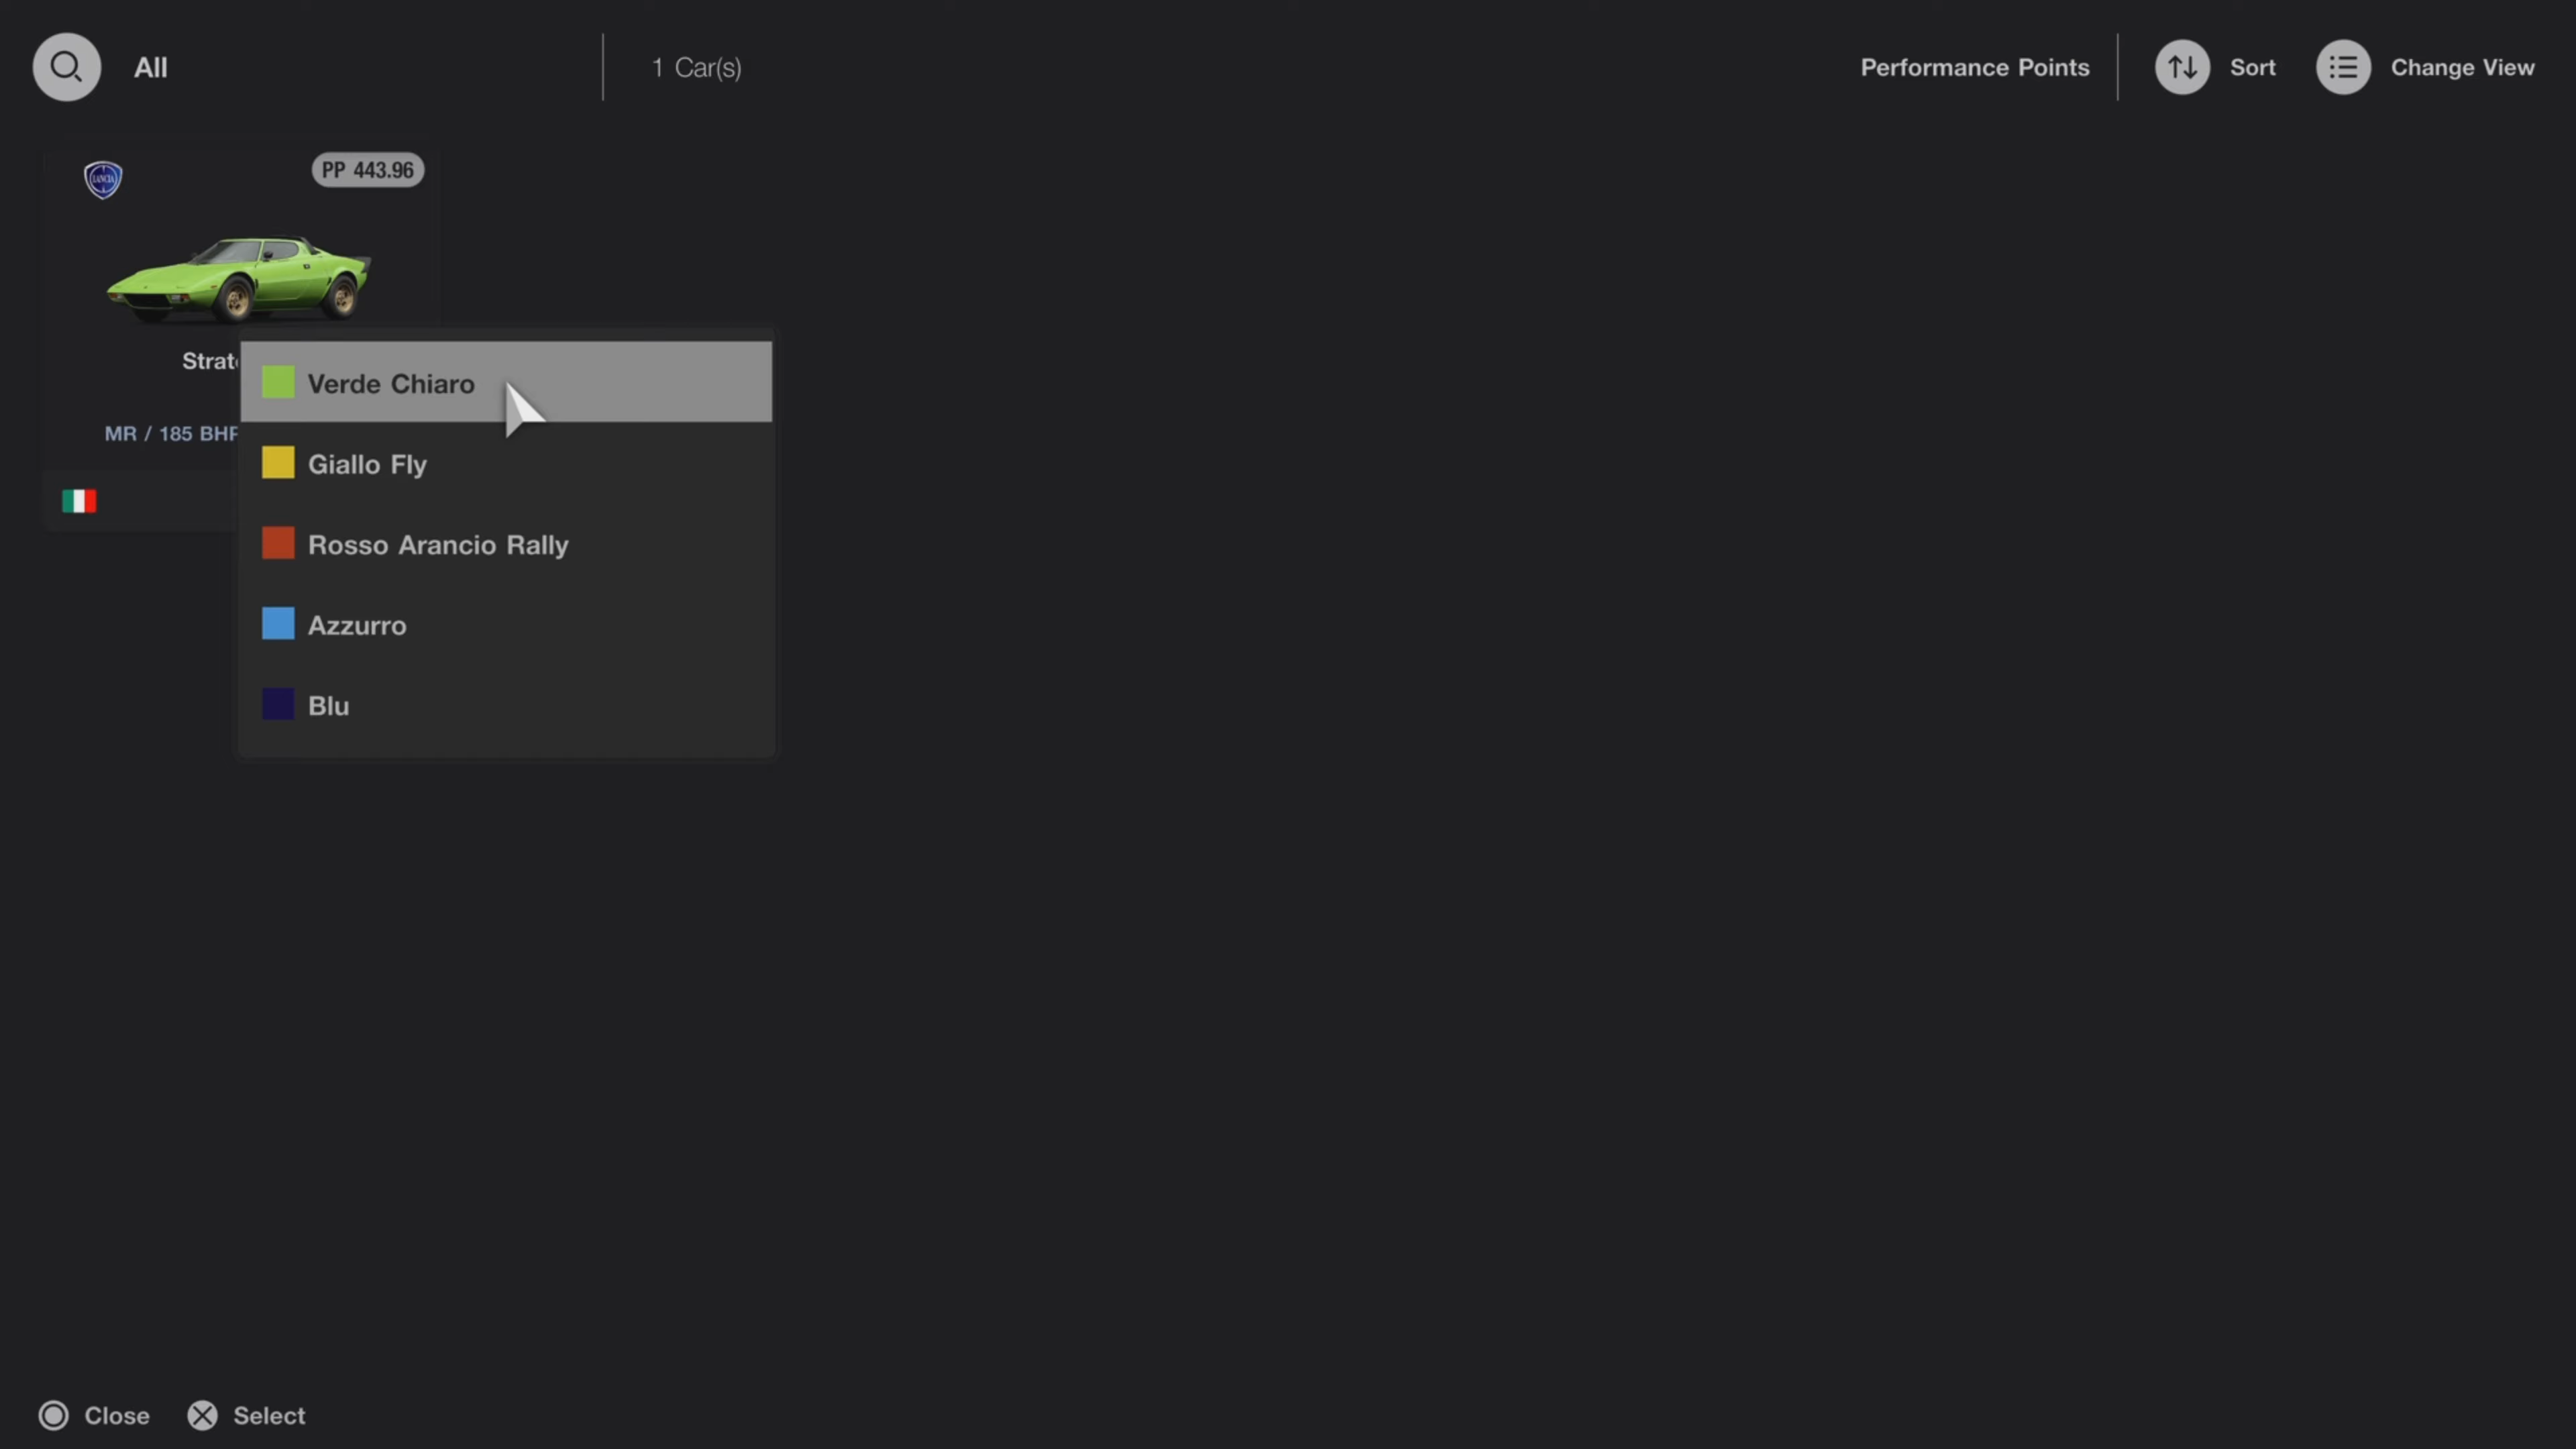 All
1 Car(s)
Performance Points
Sort
Change View
LANCIA
PP 443.96
Strat
MR / 185 BHP
Verde Chiaro
Giallo Fly
Rosso Arancio Rally
Azzurro
Blu
Close
Select